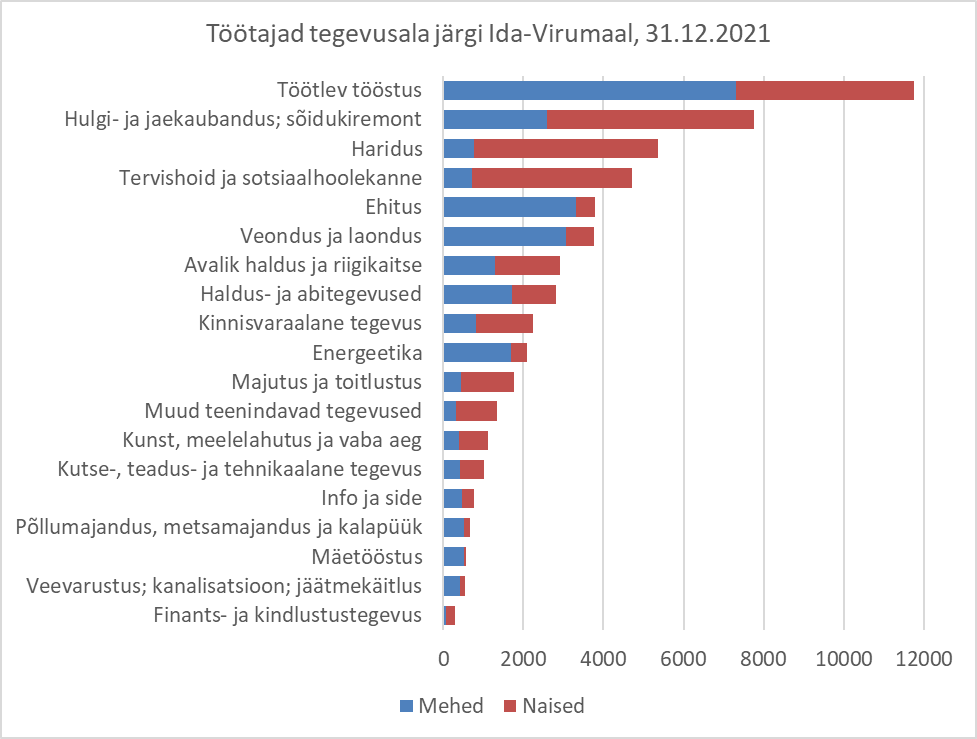 Töötajad tegevusala järgi Ida-Virumaal, 31.12.2021
Töötlev tööstus
Hulgi- ja jaekaubandus; sõidukiremont
Haridus
Tervishoid ja sotsiaalhoolekanne
Ehitus
Veondus ja laondus
Avalik haldus ja riigikaitse
Haldus- ja abitegevused
Kinnisvaraalane tegevus
Energeetika
Majutus ja toitlustus
Muud teenindavad tegevused
Kunst, meelelahutus ja vaba aeg
Kutse-, teadus- ja tehnikaalane tegevus
Info ja side
Põllumajandus, metsamajandus ja kalapüük
Mäetööstus
Veevarustus; kanalisatsioon; jäätmekäitlus
Finants- ja kindlustustegevus
0 2000 4000 6000 8000 10000 12000
Mehed Naised